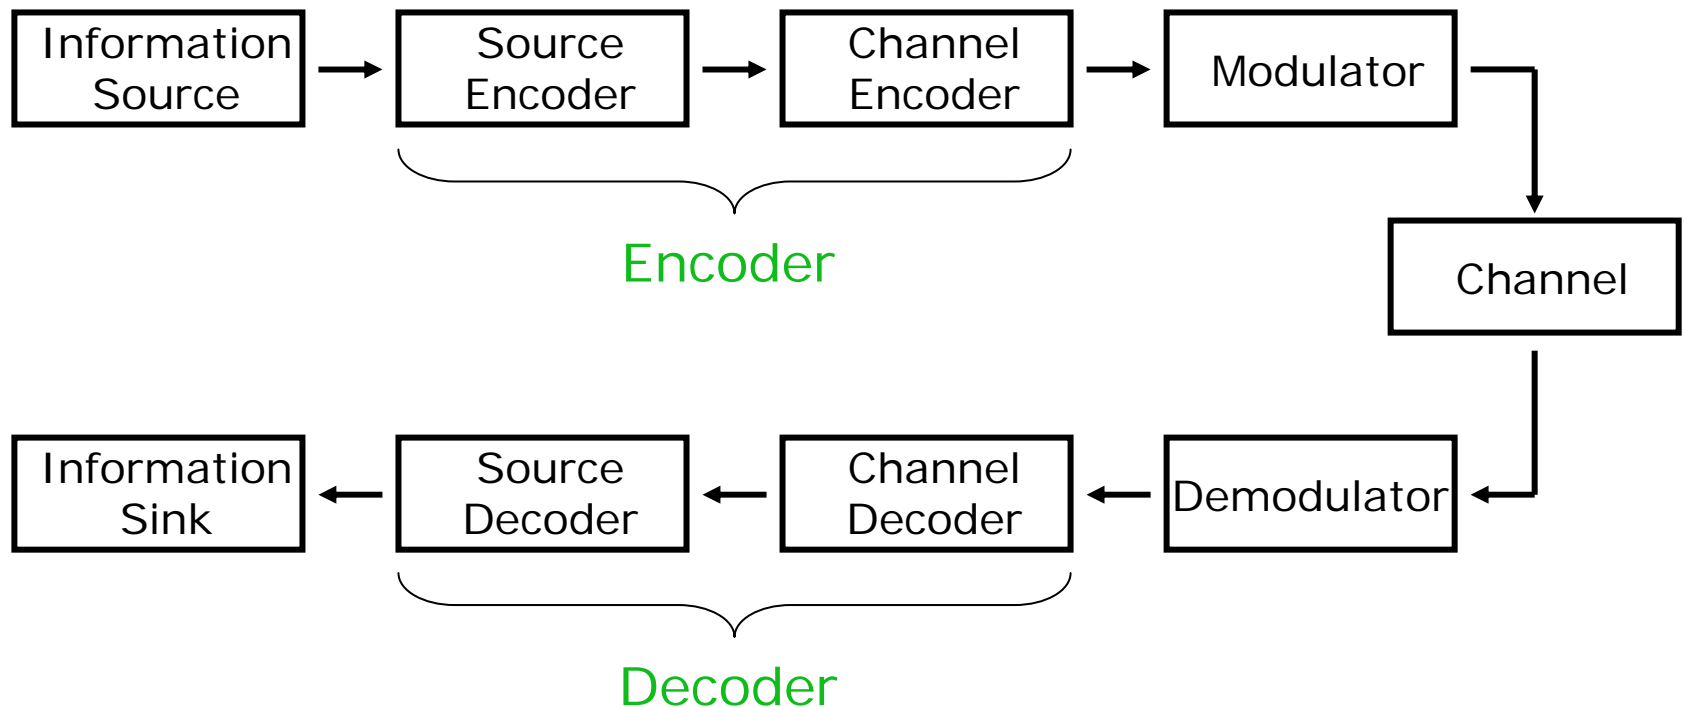 Information
Source
Source
Encoder
Channel
Encoder
Modulator
Encoder
Channel
Information
Sink
Source
Decoder
Channel
Decoder
Demodulator
Decoder